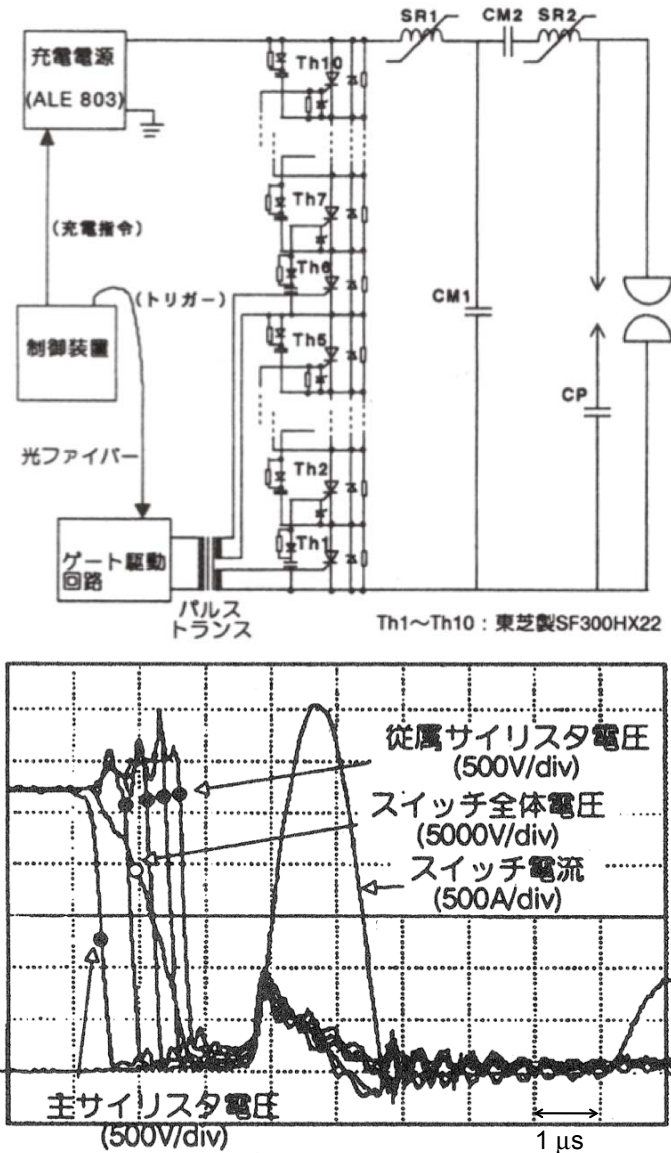 SR1
CM2
SR2
充電電源
(ALE 803)
Th10
(充電指令)
Th7
(トリガー)
Th6
CM1
制御装置
Th5
光ファイバー
CP
Th2
Th1
ゲート駆動
回路
パルス
トランス
Th1〜Th10 : 東芝製SF300HX22
従属サイリスタ電圧
(500V/div)
スイッチ全体電圧
(5000V/div)
スイッチ電流
(500A/div)
主サイリスタ電圧
(500V/div)
1 μs